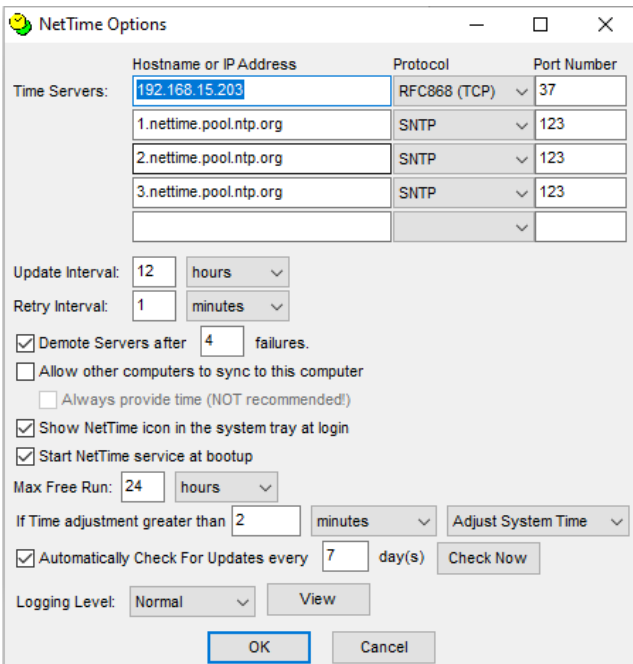 NetTime Options
Hostname or IP Address Protocol Port Number
Time Servers: 192.168.15.203 RFC868 (TCP) 37
1.nettime.pool.ntp.org SNTP 123
2.nettime.pool.ntp.org SNTP 123
3.nettime.pool.ntp.org SNTP 123
Update Interval: 12 hours
Retry Interval: 1 minutes
Demote Servers after 4 failures.
Allow other computers to sync to this computer
Always provide time (NOT recommended!)
Show NetTime icon in the system tray at login
Start NetTime service at bootup
Max Free Run: 24 hours
If Time adjustment greater than 2 minutes Adjust System Time
Automatically Check For Updates every 7 day(s) Check Now
Logging Level: Normal View
OK Cancel